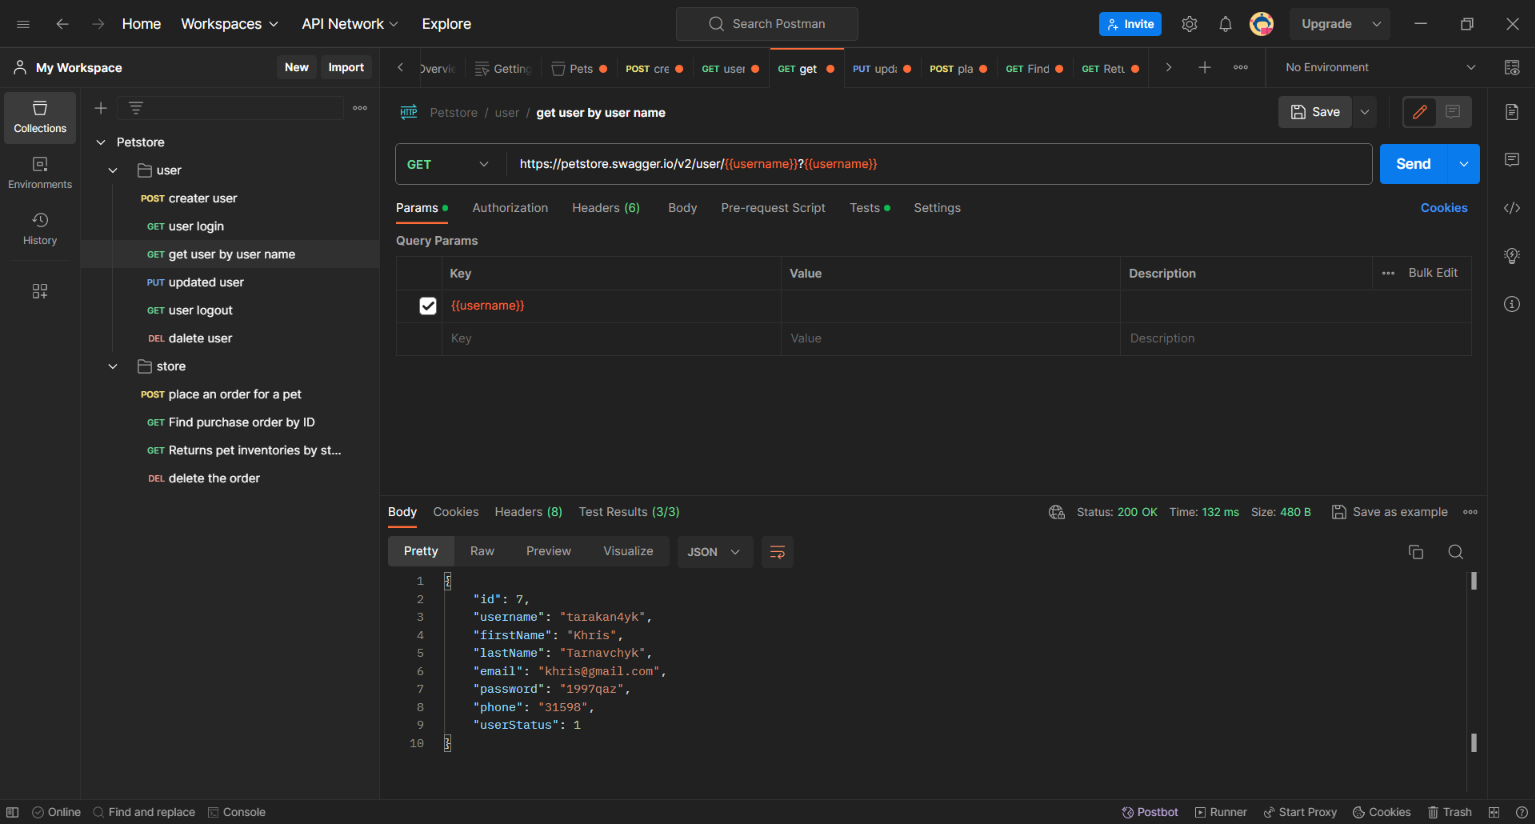 Home Workspaces API Network Explore Search Postman Invite Upgrade
My Workspace New Import
Overvie Getting Pets POST cre GET user GET get PUT upda POST pla GET Find GET Retu No Environment
Collections
Environments
History
Petstore
user
POST creater user
GET user login
GET get user by user name
PUT updated user
GET user logout
DEL dalete user
store
POST place an order for a pet
GET Find purchase order by ID
GET Returns pet inventories by st...
DEL delete the order
HTTP Petstore / user / get user by user name Save
GET https://petstore.swagger.io/v2/user/{{username}}?{{username}} Send
Params Authorization Headers (6) Body Pre-request Script Tests Settings Cookies
Query Params
Key Value Description Bulk Edit
{{username}}
Key Value Description
Body Cookies Headers (8) Test Results (3/3) Status: 200 OK Time: 132 ms Size: 480 B Save as example
Pretty Raw Preview Visualize JSON
1 {
2 "id": 7,
3 "username": "tarakan4yk",
4 "firstName": "Khris",
5 "lastName": "Tarnavchyk",
6 "email": "khris@gmail.com",
7 "password": "1997qaz",
8 "phone": "31598",
9 "userStatus": 1
10 }
Online Find and replace Console Postbot Runner Start Proxy Cookies Trash